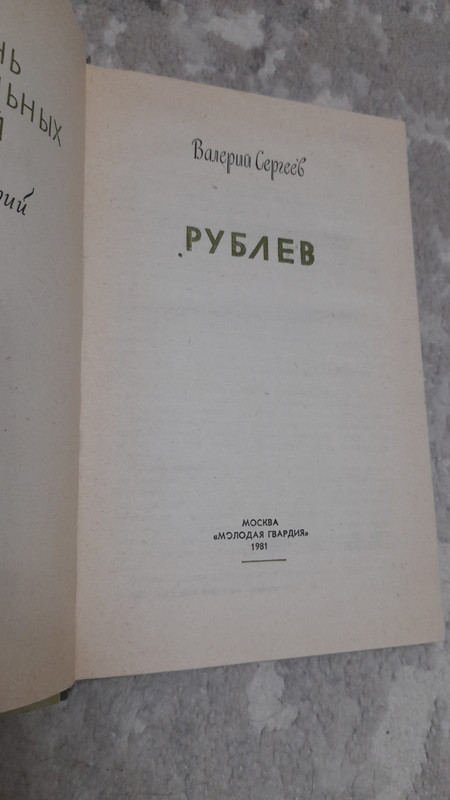 Валерий Сергеев
РУБЛЕВ
МОСКВА
«МОЛОДАЯ ГВАРДИЯ»
1981